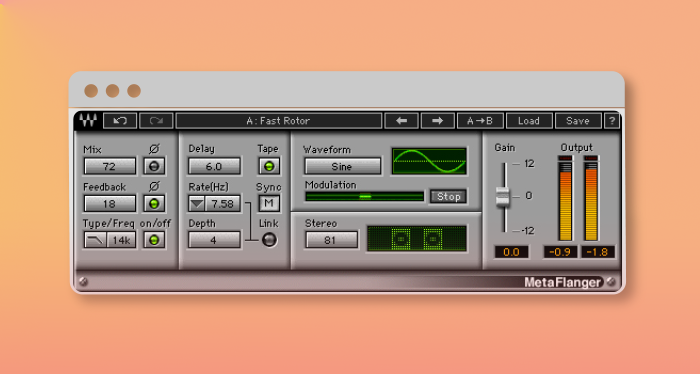 A: Fast Rotor
A→B
Load
Save
?
Mix
Ø
72
Feedback
Ø
18
Type/Freq on/off
14k
Delay
Tape
6.0
Rate(Hz)
Sync
7.58
M
Depth
Link
4
Waveform
Sine
Modulation
Stop
Stereo
81
Gain
Output
12
0
-12
0.0
-0.9
-1.8
MetaFlanger